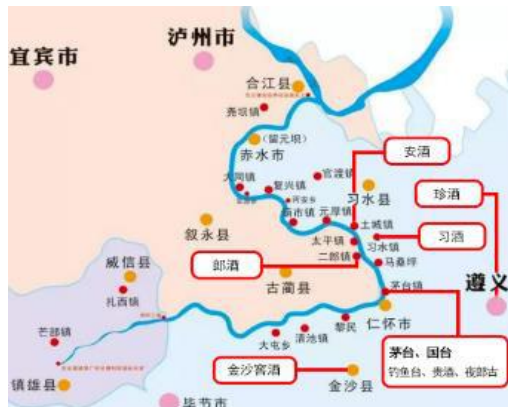 泸州市
宜宾市
合江县
尧坝镇
(留元坝)
赤水市
官渡镇
安酒
大同镇
复兴镇
丙安乡
习水县
珍酒
葫市镇
元厚镇
土城镇
习酒
叙永县
太平镇
习水镇
郎酒
二郎镇
马桑坪
威信县
古蔺县
茅台镇
遵义
扎西镇
仁怀市
芒部镇
黎民
清池镇
大屯乡
茅台、国台
钓鱼台、贵酒、夜郎古
镇雄县
金沙窖酒
金沙县
毕节市